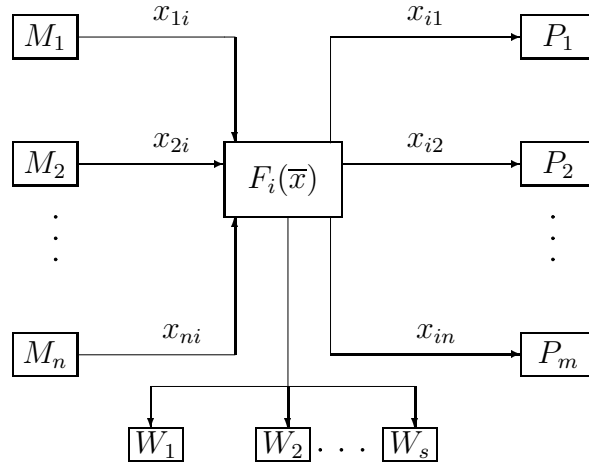 x_{1i} x_{i1}
M_1 P_1
x_{2i} x_{i2}
M_2 F_i(\overline{x}) P_2
x_{ni} x_{in}
M_n P_m
W_1 W_2 . . . W_s